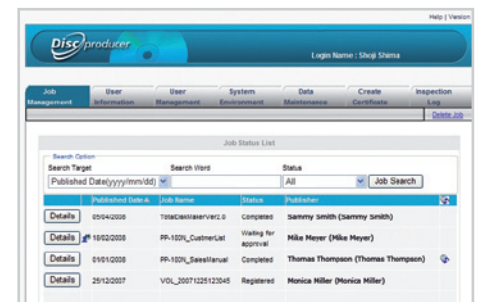 Help | Version
Disc producer
Login Name : Shoji Shima
Job Management
User Information
User Management
System Environment
Data Maintenance
Create Certificate
Inspection Log
Delete Job
Job Status List
Search Option
Search Target
Search Word
Status
Published Date(yyyy/mm/dd)
All
Job Search
Published Date
Job Name
Status
Publisher
Details 05/04/2008 TotalDiskMakerVer2.0 Completed Sammy Smith (Sammy Smith)
Details 18/02/2008 PP-100N_CustmerList Waiting for approval Mike Meyer (Mike Meyer)
Details 01/01/2008 PP-100N_SalesManual Completed Thomas Thompson (Thomas Thompson)
Details 25/12/2007 VOL_20071225123045 Registered Monica Miller (Monica Miller)